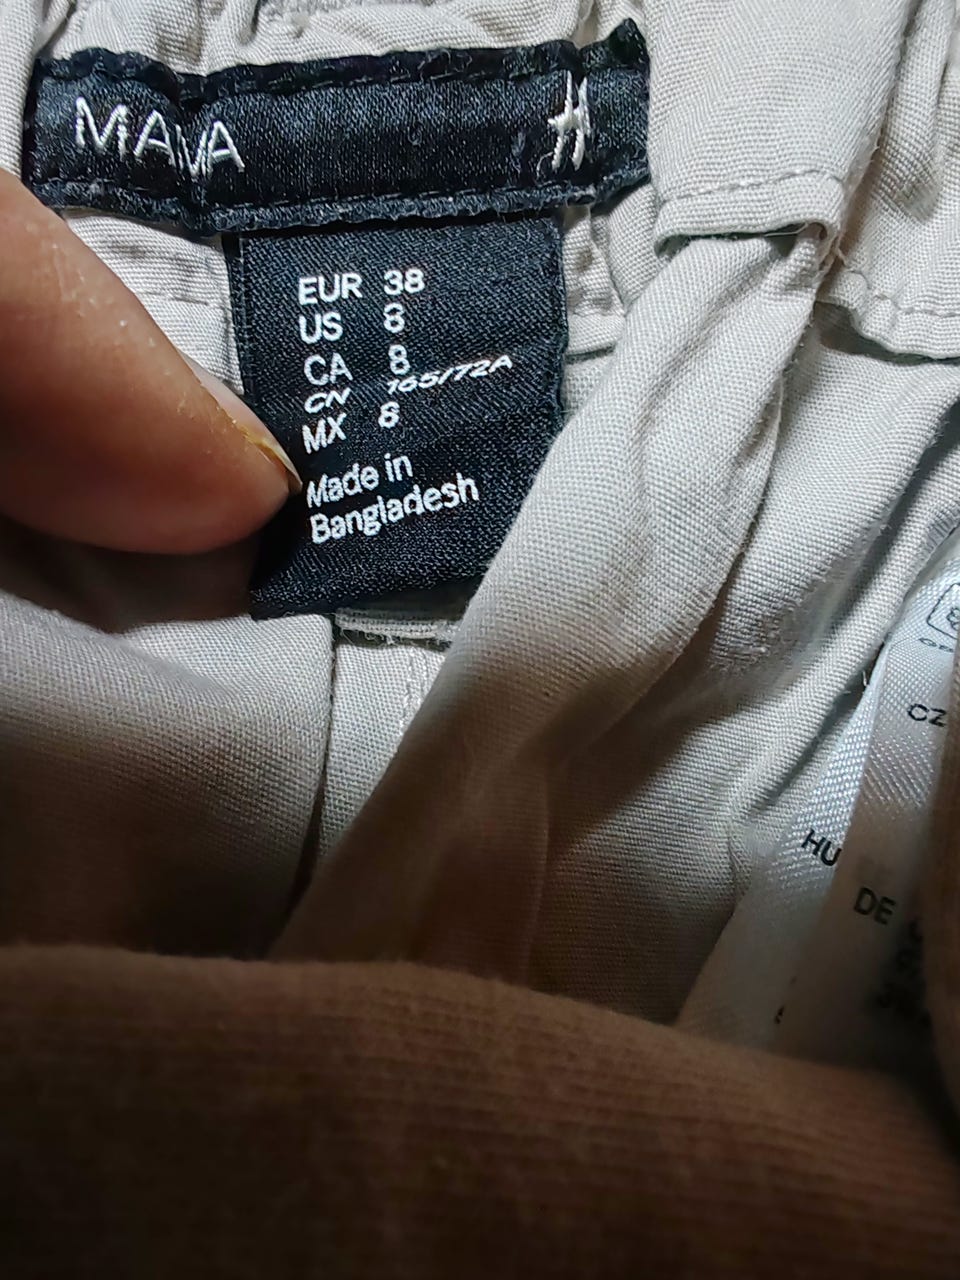 MAMA H
EUR 38
US 8
CA 8
CN 165/72A
MX 8
Made in
Bangladesh
CZ
HU
DE